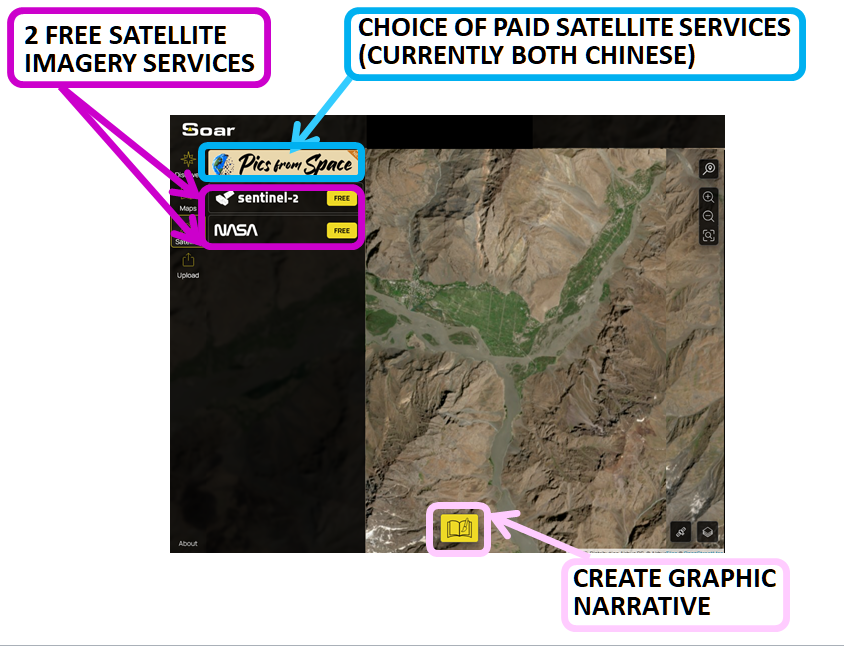 2 FREE SATELLITE
IMAGERY SERVICES
CHOICE OF PAID SATELLITE SERVICES
(CURRENTLY BOTH CHINESE)
Soar
Pics from Space
sentinel-2 FREE
Maps
NASA FREE
Upload
About
CREATE GRAPHIC
NARRATIVE